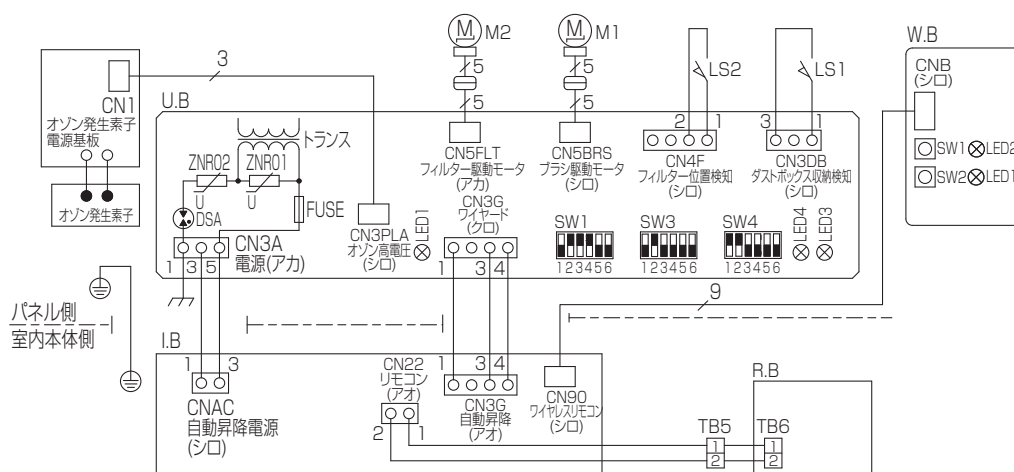 M
M2
M
M1
3
5
5
5
5
LS2
LS1
W.B
CNB
(シロ)
CN1
オゾン発生素子
電源基板
オゾン発生素子
U.B
トランス
ZNR02
ZNR01
U
U
DSA
FUSE
CN3A
電源(アカ)
1
3
5
CN3PLA
オゾン高電圧
(シロ)
LED1
CN5FLT
フィルター駆動モータ
(アカ)
CN3G
ワイヤード
(クロ)
1
3
4
CN5BRS
ブラシ駆動モータ
(シロ)
2
1
CN4F
フィルター位置検知
(シロ)
3
1
CN3DB
ダストボックス収納検知
(シロ)
SW1
123456
SW3
123456
SW4
123456
LED4
LED3
SW1
LED2
SW2
LED1
9
パネル側
室内本体側
I.B
1
3
CNAC
自動昇降電源
(シロ)
CN22
リモコン
(アオ)
2
1
1
3
4
CN3G
自動昇降
(アオ)
CN90
ワイヤレスリモコン
(シロ)
R.B
TB5
TB6
1
2
1
2